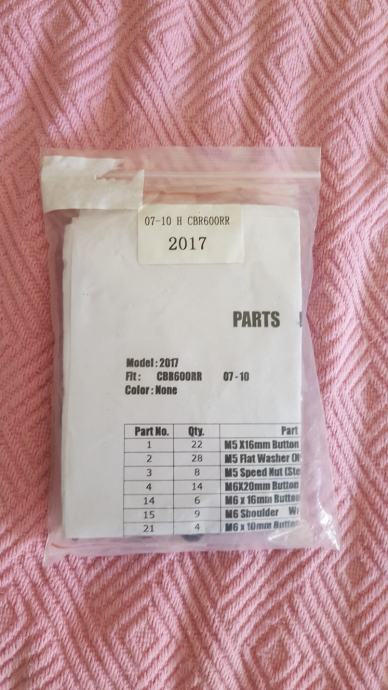 07-10 H CBR600RR
2017
PARTS
Model : 2017
Fit : CBR600RR 07-10
Color : None
Part No. Qty. Part
1 22 M5 X16mm Button
2 28 M5 Flat Washer
3 8 M5 Speed Nut
4 14 M6X20mm Button
14 6 M6 x 16mm Button
15 9 M6 Shoulder
21 4 M6 x 10mm Button